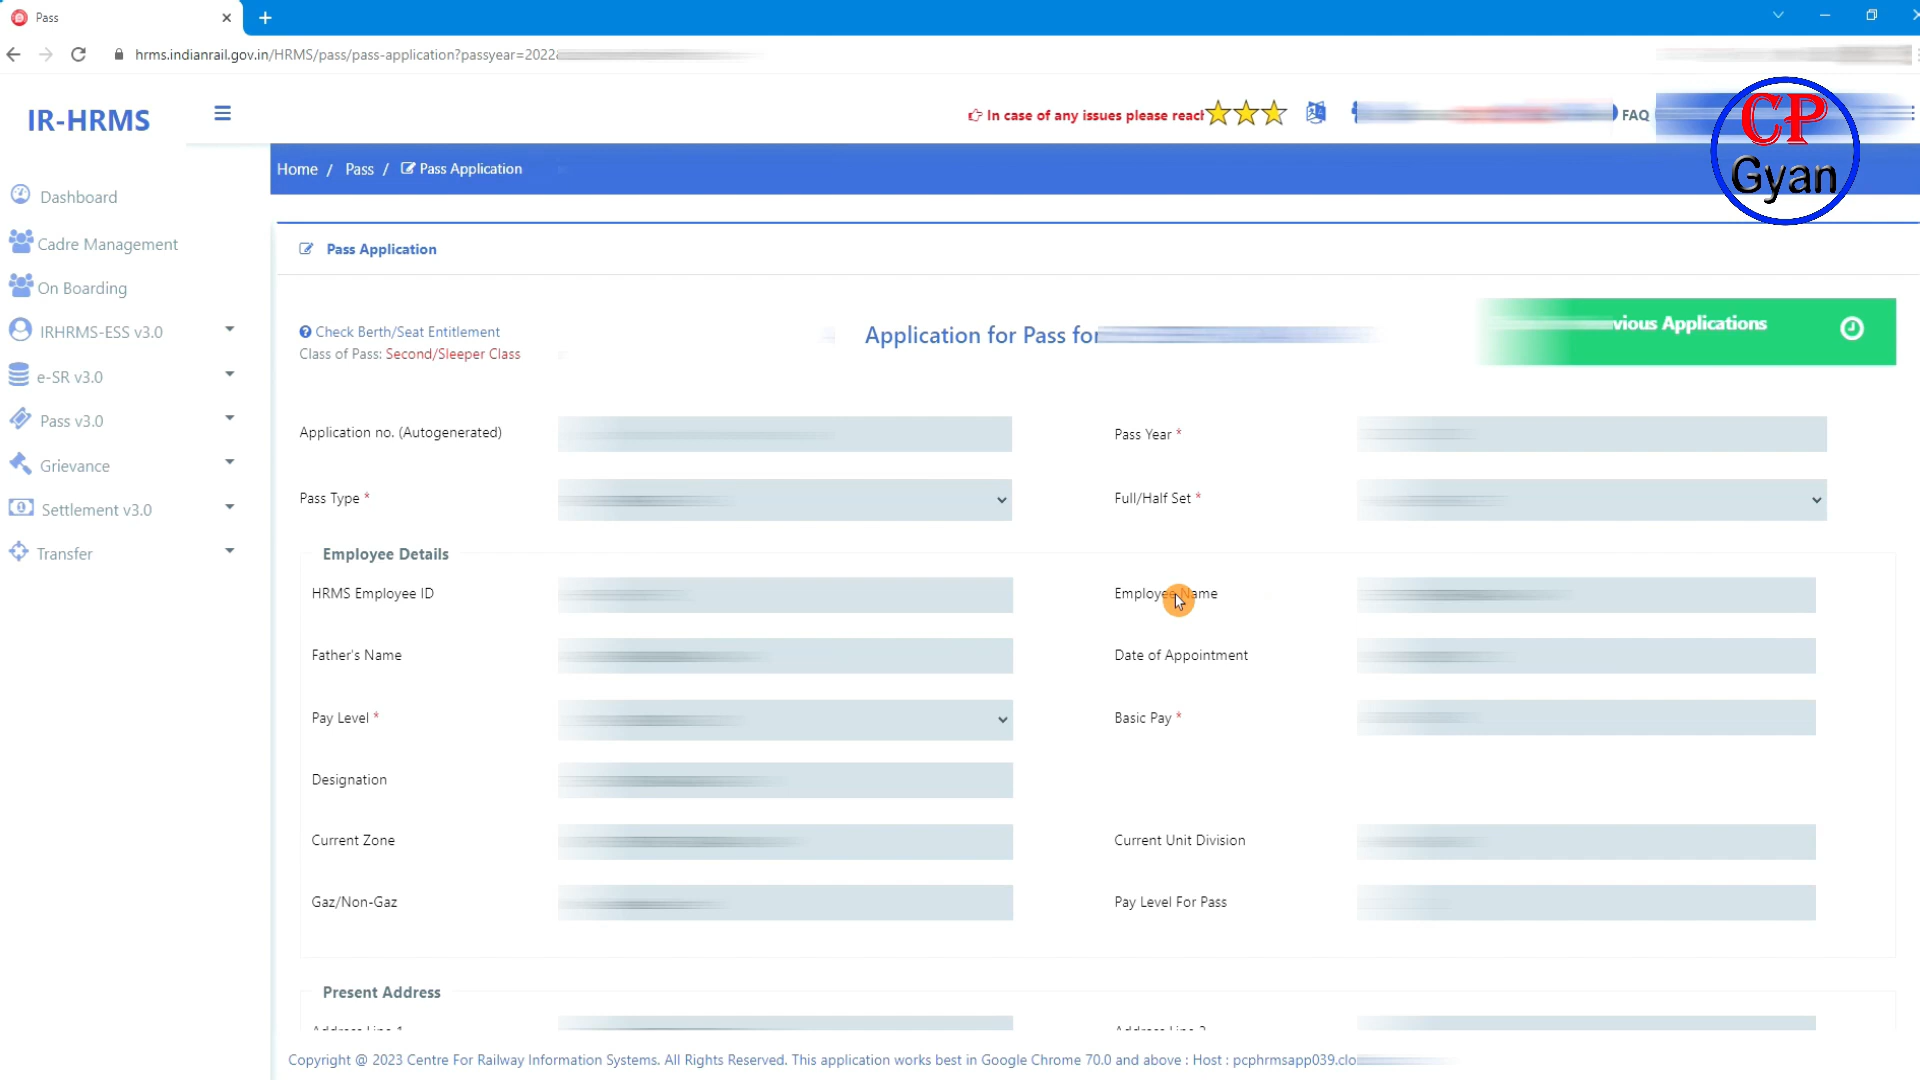 Pass
hrms.indianrail.gov.in/HRMS/pass/pass-application?passyear=2022
IR-HRMS
In case of any issues please reach
FAQ
CP
Gyan
Home / Pass / Pass Application
Dashboard
Cadre Management
On Boarding
IRHRMS-ESS v3.0
e-SR v3.0
Pass v3.0
Grievance
Settlement v3.0
Transfer
Pass Application
Check Berth/Seat Entitlement
Class of Pass: Second/Sleeper Class
Application for Pass for
vious Applications
Application no. (Autogenerated)
Pass Year *
Pass Type *
Full/Half Set *
Employee Details
HRMS Employee ID
Employee Name
Father's Name
Date of Appointment
Pay Level *
Basic Pay *
Designation
Current Zone
Current Unit Division
Gaz/Non-Gaz
Pay Level For Pass
Present Address
Address Line 1
Address Line 2
Copyright @ 2023 Centre For Railway Information Systems. All Rights Reserved. This application works best in Google Chrome 70.0 and above : Host : pcphrmsapp039.clo